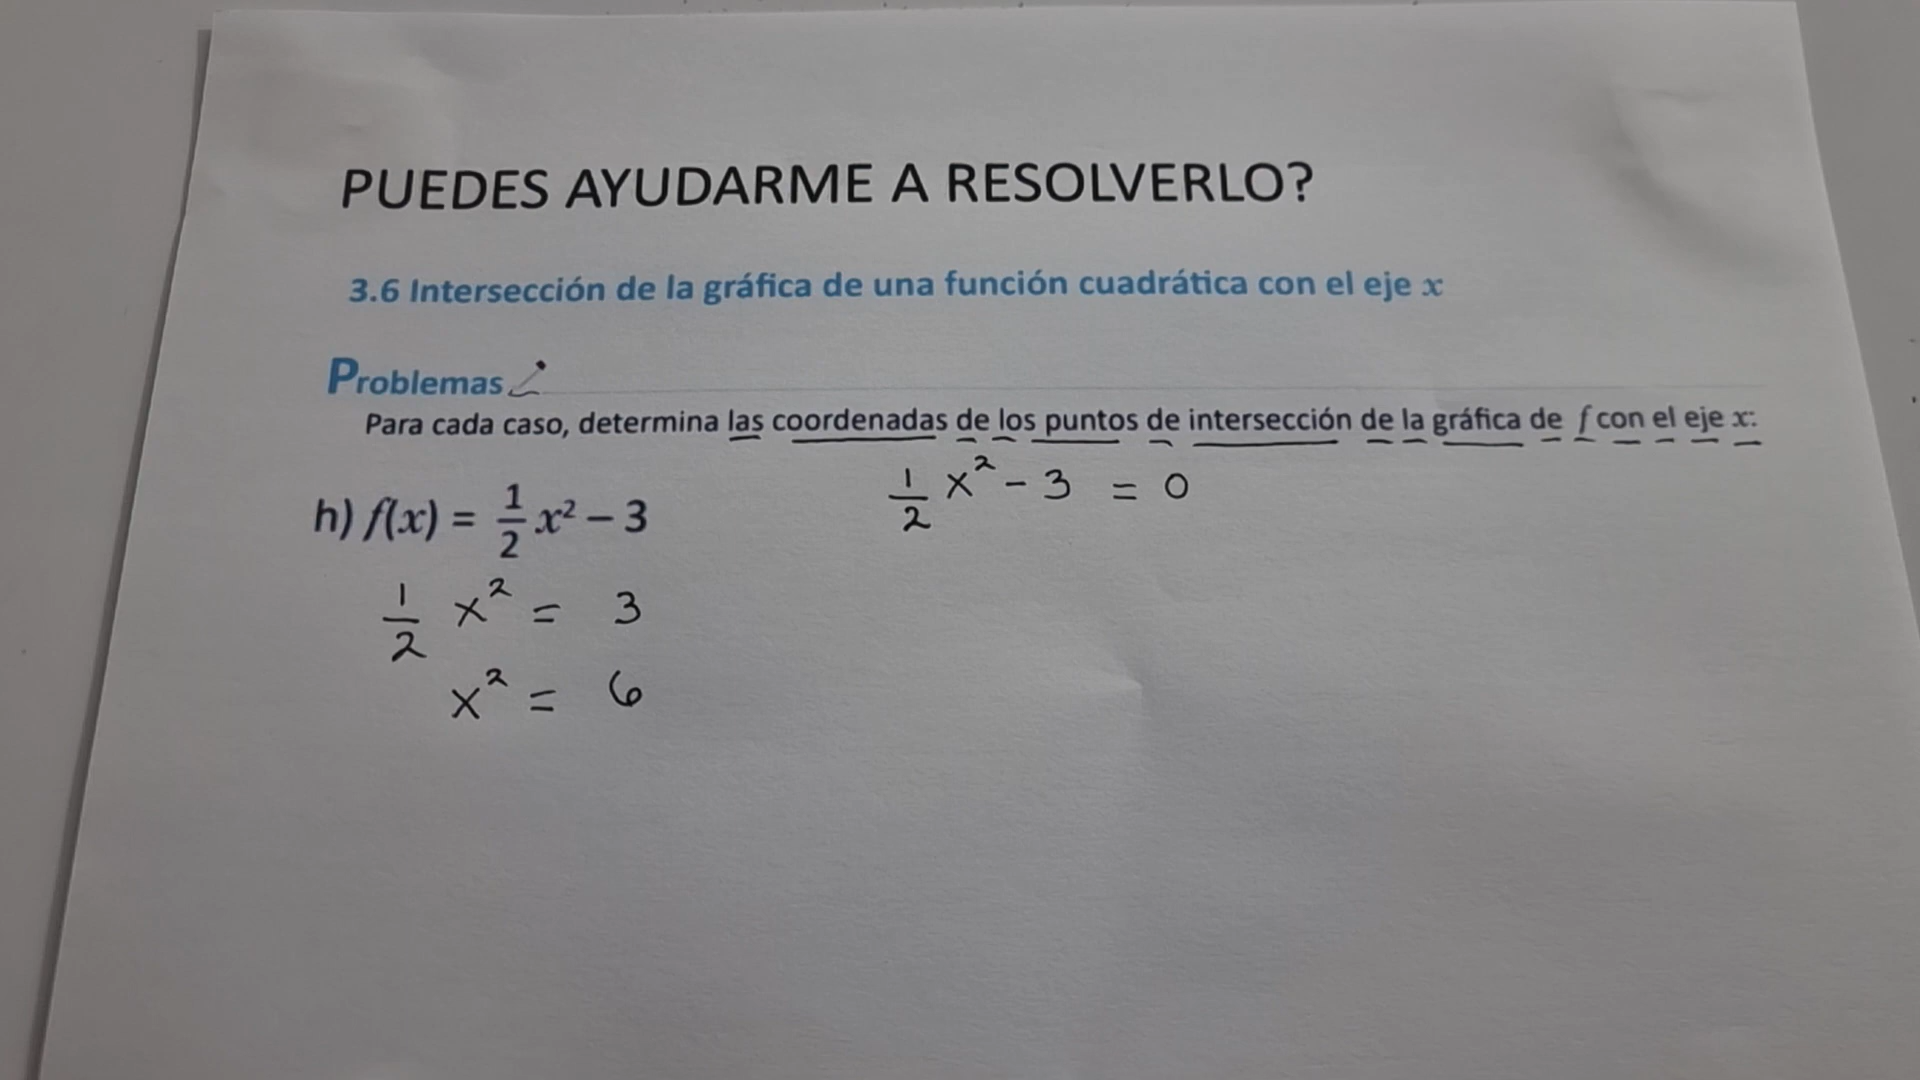 PUEDES AYUDARME A RESOLVERLO?
3.6 Intersección de la gráfica de una función cuadrática con el eje x
Problemas
Para cada caso, determina las coordenadas de los puntos de intersección de la gráfica de f con el eje x:
h) f(x) = 1/2 x² – 3
1/2 x² - 3 = 0
1/2 x² = 3
x² = 6